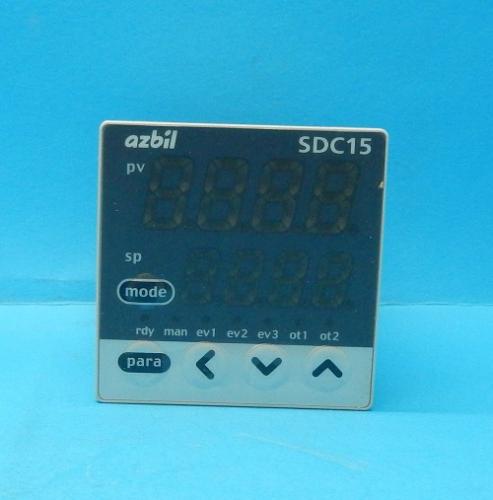 azbil SDC15
pv
sp
mode
rdy man ev1 ev2 ev3 ot1 ot2
para